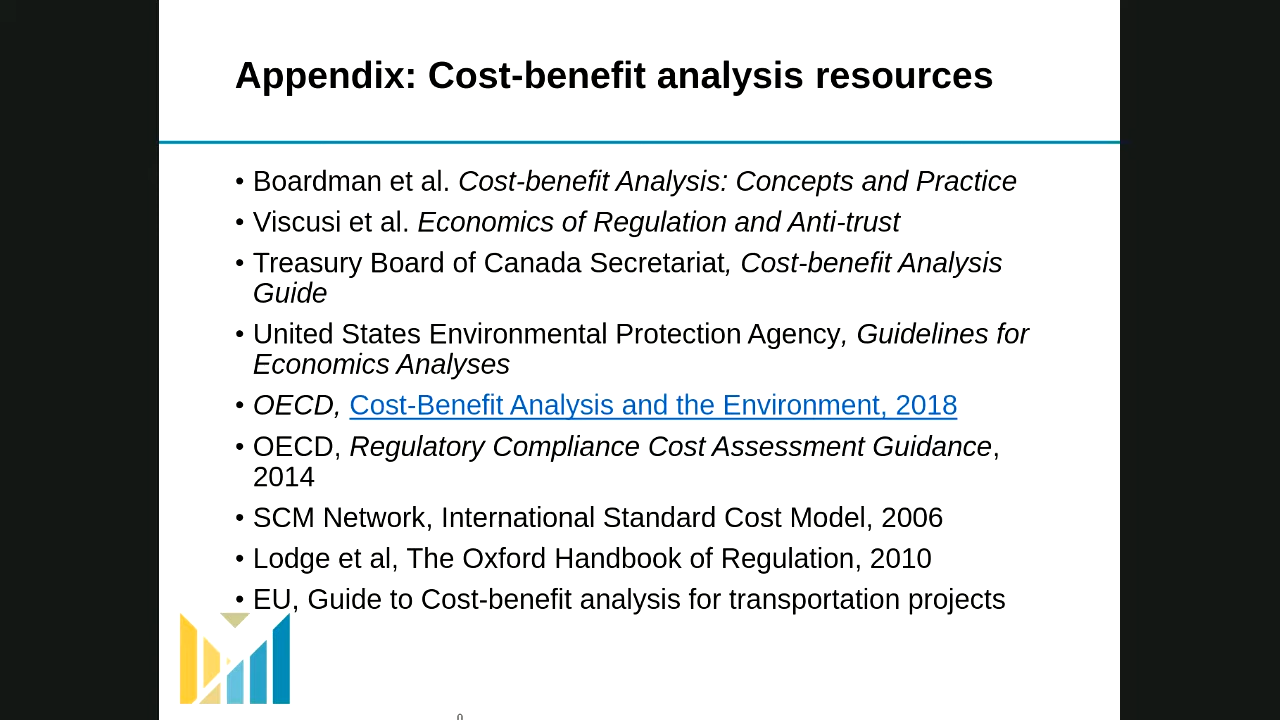 Appendix: Cost-benefit analysis resources
• Boardman et al. Cost-benefit Analysis: Concepts and Practice
• Viscusi et al. Economics of Regulation and Anti-trust
• Treasury Board of Canada Secretariat, Cost-benefit Analysis
Guide
• United States Environmental Protection Agency, Guidelines for
Economics Analyses
• OECD, Cost-Benefit Analysis and the Environment, 2018
• OECD, Regulatory Compliance Cost Assessment Guidance,
2014
• SCM Network, International Standard Cost Model, 2006
• Lodge et al, The Oxford Handbook of Regulation, 2010
• EU, Guide to Cost-benefit analysis for transportation projects